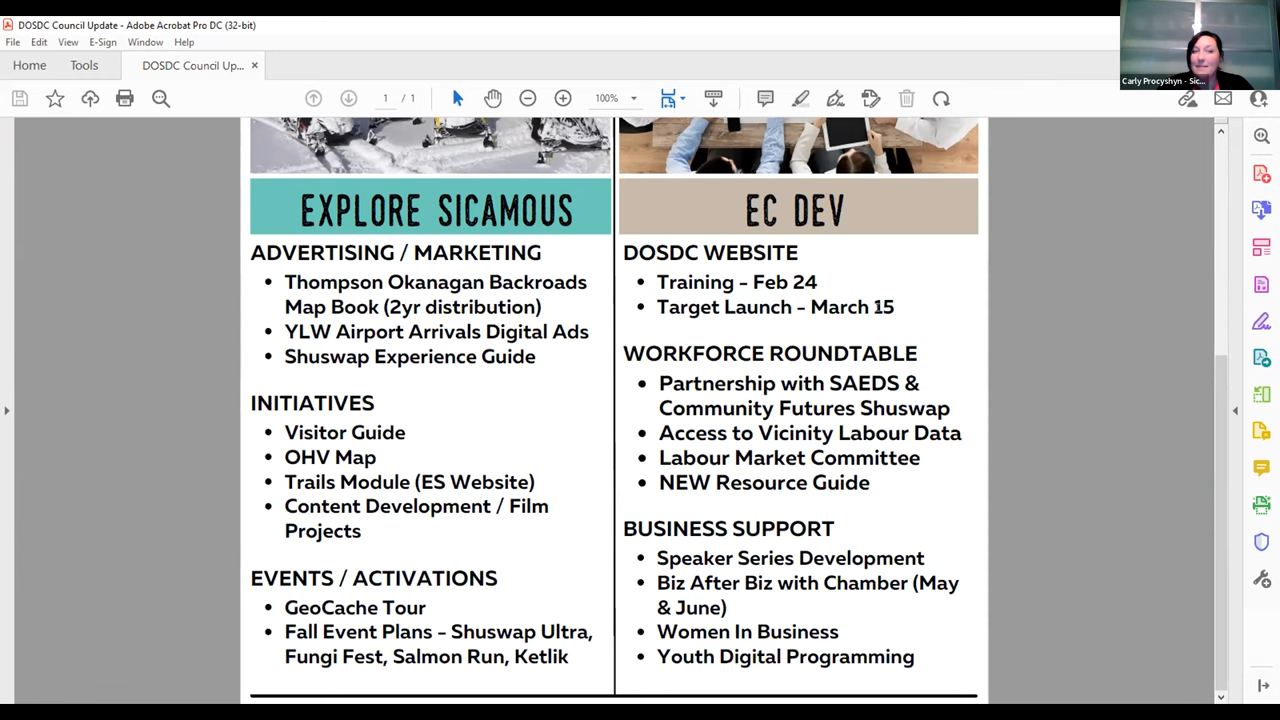 DOSDC Council Update - Adobe Acrobat Pro DC (32-bit)
File Edit View E-Sign Window Help
Home Tools DOSDC Council Up... ×
1 / 1 100%
Carly Procyshyn - Sic...
EXPLORE SICAMOUS
ADVERTISING / MARKETING
• Thompson Okanagan Backroads
Map Book (2yr distribution)
• YLW Airport Arrivals Digital Ads
• Shuswap Experience Guide
INITIATIVES
• Visitor Guide
• OHV Map
• Trails Module (ES Website)
• Content Development / Film
Projects
EVENTS / ACTIVATIONS
• GeoCache Tour
• Fall Event Plans - Shuswap Ultra,
Fungi Fest, Salmon Run, Ketlik
EC DEV
DOSDC WEBSITE
• Training - Feb 24
• Target Launch - March 15
WORKFORCE ROUNDTABLE
• Partnership with SAEDS &
Community Futures Shuswap
• Access to Vicinity Labour Data
• Labour Market Committee
• NEW Resource Guide
BUSINESS SUPPORT
• Speaker Series Development
• Biz After Biz with Chamber (May
& June)
• Women In Business
• Youth Digital Programming